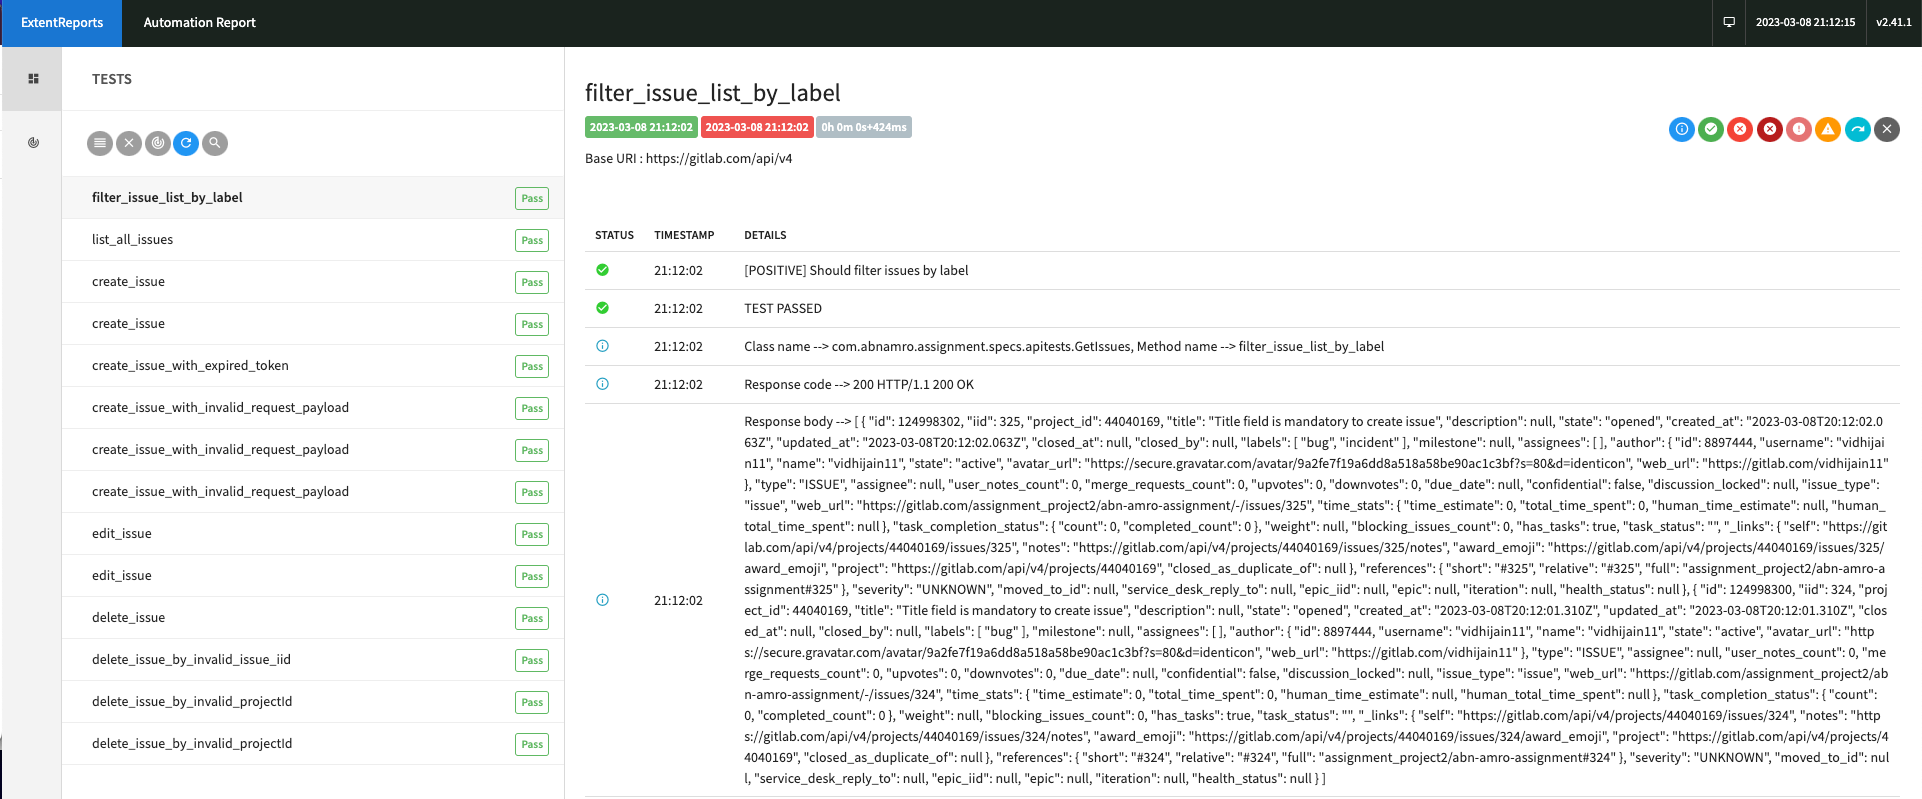 ExtentReports
Automation Report
2023-03-08 21:12:15
v2.41.1
TESTS
filter_issue_list_by_label Pass
list_all_issues Pass
create_issue Pass
create_issue Pass
create_issue_with_expired_token Pass
create_issue_with_invalid_request_payload Pass
create_issue_with_invalid_request_payload Pass
create_issue_with_invalid_request_payload Pass
edit_issue Pass
edit_issue Pass
delete_issue Pass
delete_issue_by_invalid_issue_iid Pass
delete_issue_by_invalid_projectId Pass
delete_issue_by_invalid_projectId Pass
filter_issue_list_by_label
2023-03-08 21:12:02 2023-03-08 21:12:02 0h 0m 0s+424ms
Base URI : https://gitlab.com/api/v4
STATUS TIMESTAMP DETAILS
21:12:02 [POSITIVE] Should filter issues by label
21:12:02 TEST PASSED
21:12:02 Class name --> com.abnamro.assignment.specs.apitests.GetIssues, Method name --> filter_issue_list_by_label
21:12:02 Response code --> 200 HTTP/1.1 200 OK
21:12:02
Response body --> [ { "id": 124998302, "iid": 325, "project_id": 44040169, "title": "Title field is mandatory to create issue", "description": null, "state": "opened", "created_at": "2023-03-08T20:12:02.0
63Z", "updated_at": "2023-03-08T20:12:02.063Z", "closed_at": null, "closed_by": null, "labels": [ "bug", "incident" ], "milestone": null, "assignees": [ ], "author": { "id": 8897444, "username": "vidhijai
n11", "name": "vidhijain11", "state": "active", "avatar_url": "https://secure.gravatar.com/avatar/9a2fe7f19a6dd8a518a58be90ac1c3bf?s=80&d=identicon", "web_url": "https://gitlab.com/vidhijain11"
}, "type": "ISSUE", "assignee": null, "user_notes_count": 0, "merge_requests_count": 0, "upvotes": 0, "downvotes": 0, "due_date": null, "confidential": false, "discussion_locked": null, "issue_type":
"issue", "web_url": "https://gitlab.com/assignment_project2/abn-amro-assignment/-/issues/325", "time_stats": { "time_estimate": 0, "total_time_spent": 0, "human_time_estimate": null, "human_
total_time_spent": null }, "task_completion_status": { "count": 0, "completed_count": 0 }, "weight": null, "blocking_issues_count": 0, "has_tasks": true, "task_status": "", "_links": { "self": "https://git
lab.com/api/v4/projects/44040169/issues/325", "notes": "https://gitlab.com/api/v4/projects/44040169/issues/325/notes", "award_emoji": "https://gitlab.com/api/v4/projects/44040169/issues/325/
award_emoji", "project": "https://gitlab.com/api/v4/projects/44040169", "closed_as_duplicate_of": null }, "references": { "short": "#325", "relative": "#325", "full": "assignment_project2/abn-amro-a
ssignment#325" }, "severity": "UNKNOWN", "moved_to_id": null, "service_desk_reply_to": null, "epic_iid": null, "epic": null, "iteration": null, "health_status": null }, { "id": 124998300, "iid": 324, "proj
ect_id": 44040169, "title": "Title field is mandatory to create issue", "description": null, "state": "opened", "created_at": "2023-03-08T20:12:01.310Z", "updated_at": "2023-03-08T20:12:01.310Z", "clos
ed_at": null, "closed_by": null, "labels": [ "bug" ], "milestone": null, "assignees": [ ], "author": { "id": 8897444, "username": "vidhijain11", "name": "vidhijain11", "state": "active", "avatar_url": "http
s://secure.gravatar.com/avatar/9a2fe7f19a6dd8a518a58be90ac1c3bf?s=80&d=identicon", "web_url": "https://gitlab.com/vidhijain11" }, "type": "ISSUE", "assignee": null, "user_notes_count": 0, "me
rge_requests_count": 0, "upvotes": 0, "downvotes": 0, "due_date": null, "confidential": false, "discussion_locked": null, "issue_type": "issue", "web_url": "https://gitlab.com/assignment_project2/ab
n-amro-assignment/-/issues/324", "time_stats": { "time_estimate": 0, "total_time_spent": 0, "human_time_estimate": null, "human_total_time_spent": null }, "task_completion_status": { "count":
0, "completed_count": 0 }, "weight": null, "blocking_issues_count": 0, "has_tasks": true, "task_status": "", "_links": { "self": "https://gitlab.com/api/v4/projects/44040169/issues/324", "notes": "http
s://gitlab.com/api/v4/projects/44040169/issues/324/notes", "award_emoji": "https://gitlab.com/api/v4/projects/44040169/issues/324/award_emoji", "project": "https://gitlab.com/api/v4/projects/4
4040169", "closed_as_duplicate_of": null }, "references": { "short": "#324", "relative": "#324", "full": "assignment_project2/abn-amro-assignment#324" }, "severity": "UNKNOWN", "moved_to_id": nul
l, "service_desk_reply_to": null, "epic_iid": null, "epic": null, "iteration": null, "health_status": null } ]